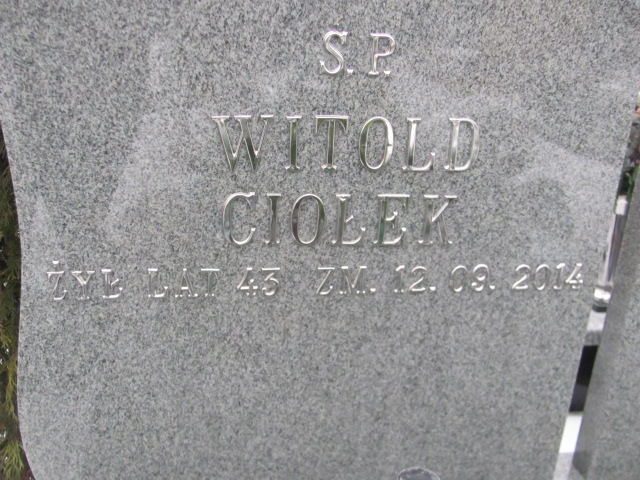 Ś.P.
WITOLD
CIOŁEK
ŻYŁ LAT 43 ZM. 12.09.2014